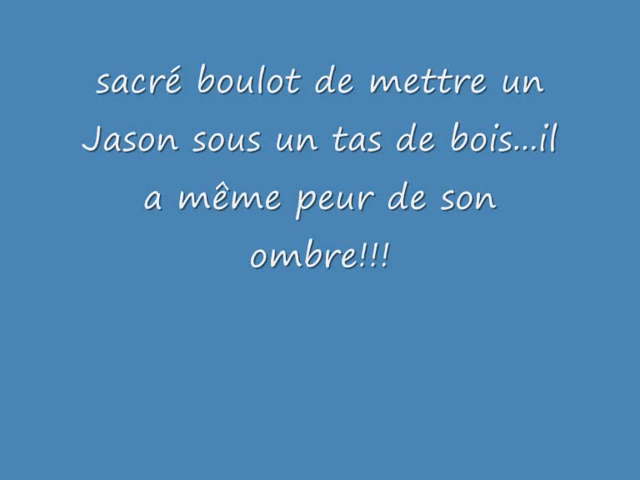 sacré boulot de mettre un
Jason sous un tas de bois...il
a même peur de son
ombre!!!